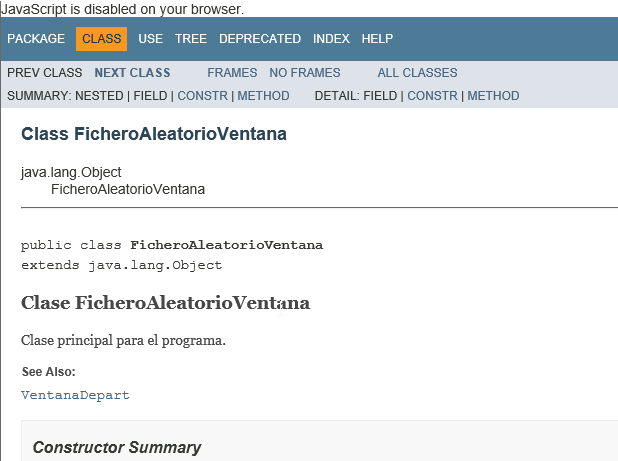 JavaScript is disabled on your browser.
PACKAGE CLASS USE TREE DEPRECATED INDEX HELP
PREV CLASS NEXT CLASS FRAMES NO FRAMES ALL CLASSES
SUMMARY: NESTED | FIELD | CONSTR | METHOD DETAIL: FIELD | CONSTR | METHOD
Class FicheroAleatorioVentana
java.lang.Object
FicheroAleatorioVentana
public class FicheroAleatorioVentana
extends java.lang.Object
Clase FicheroAleatorioVentana
Clase principal para el programa.
See Also:
VentanaDepart
Constructor Summary